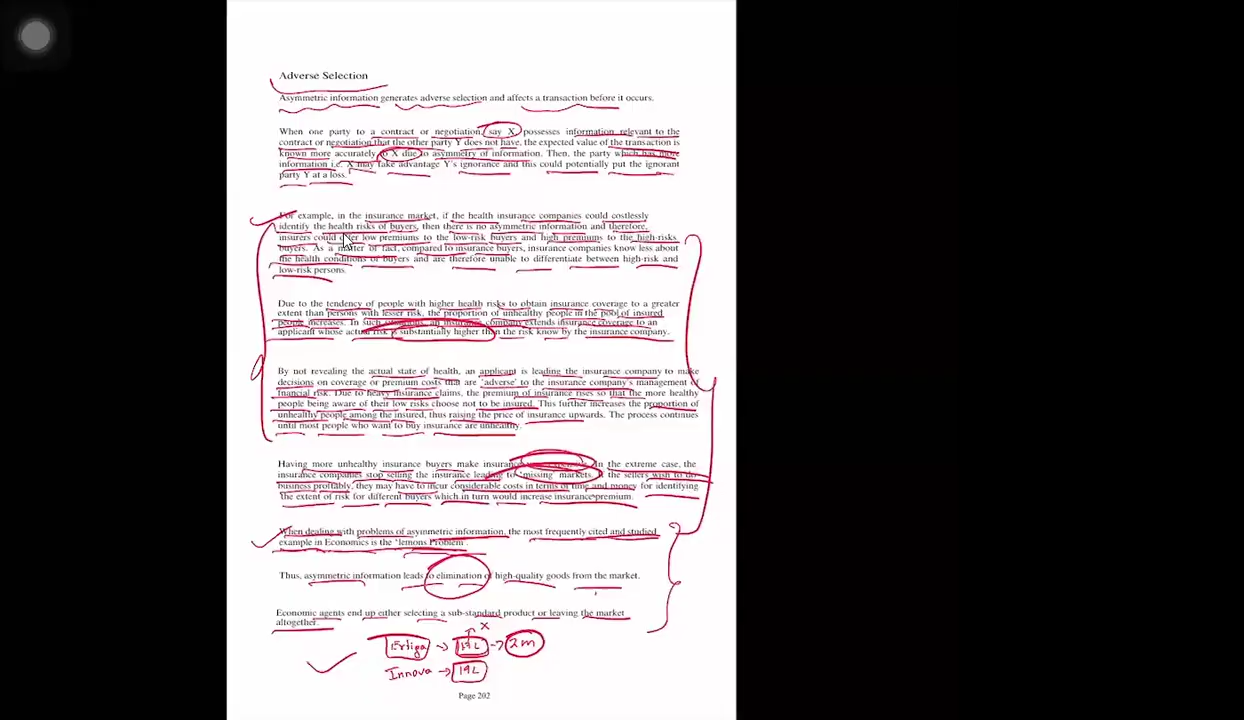 Adverse Selection
Asymmetric information generates adverse selection and affects a transaction before it occurs.
When one party to a contract or negotiation, say X, possesses information relevant to the
contract or negotiation that the other party Y does not have, the expected value of the transaction is
known more accurately to X due to asymmetry of information. Then, the party which has more
information i.e. X may take advantage Y's ignorance and this could potentially put the ignorant
party Y at a loss.
For example, in the insurance market, if the health insurance companies could costlessly
identify the health risks of buyers, then there is no asymmetric information and therefore,
insurers could offer low premiums to the low-risk buyers and high premiums to the high-risks
buyers. As a matter of fact, compared to insurance buyers, insurance companies know less about
the health conditions of buyers and are therefore unable to differentiate between high-risk and
low-risk persons.
Due to the tendency of people with higher health risks to obtain insurance coverage to a greater
extent than persons with lesser risk, the proportion of unhealthy people in the pool of insured
people increases. In such situations, an insurance company extends insurance coverage to an
applicant whose actual risk is substantially higher than the risk know by the insurance company.
By not revealing the actual state of health, an applicant is leading the insurance company to make
decisions on coverage or premium costs that are 'adverse' to the insurance company's management of
financial risk. Due to heavy insurance claims, the premium of insurance rises so that the more healthy
people being aware of their low risks choose not to be insured. This further increases the proportion of
unhealthy people among the insured, thus raising the price of insurance upwards. The process continues
until most people who want to buy insurance are unhealthy.
Having more unhealthy insurance buyers make insurance In the extreme case, the
insurance companies stop selling the insurance leading to 'missing' markets. If the sellers wish to do
business profitably, they may have to incur considerable costs in terms of time and money for identifying
the extent of risk for different buyers which in turn would increase insurance premium.
When dealing with problems of asymmetric information, the most frequently cited and studied
example in Economics is the 'lemons Problem'.
Thus, asymmetric information leads to elimination of high-quality goods from the market.
Economic agents end up either selecting a sub-standard product or leaving the market
altogether.
X
Ertiga → → 2m
Innova → 19L
Page 202